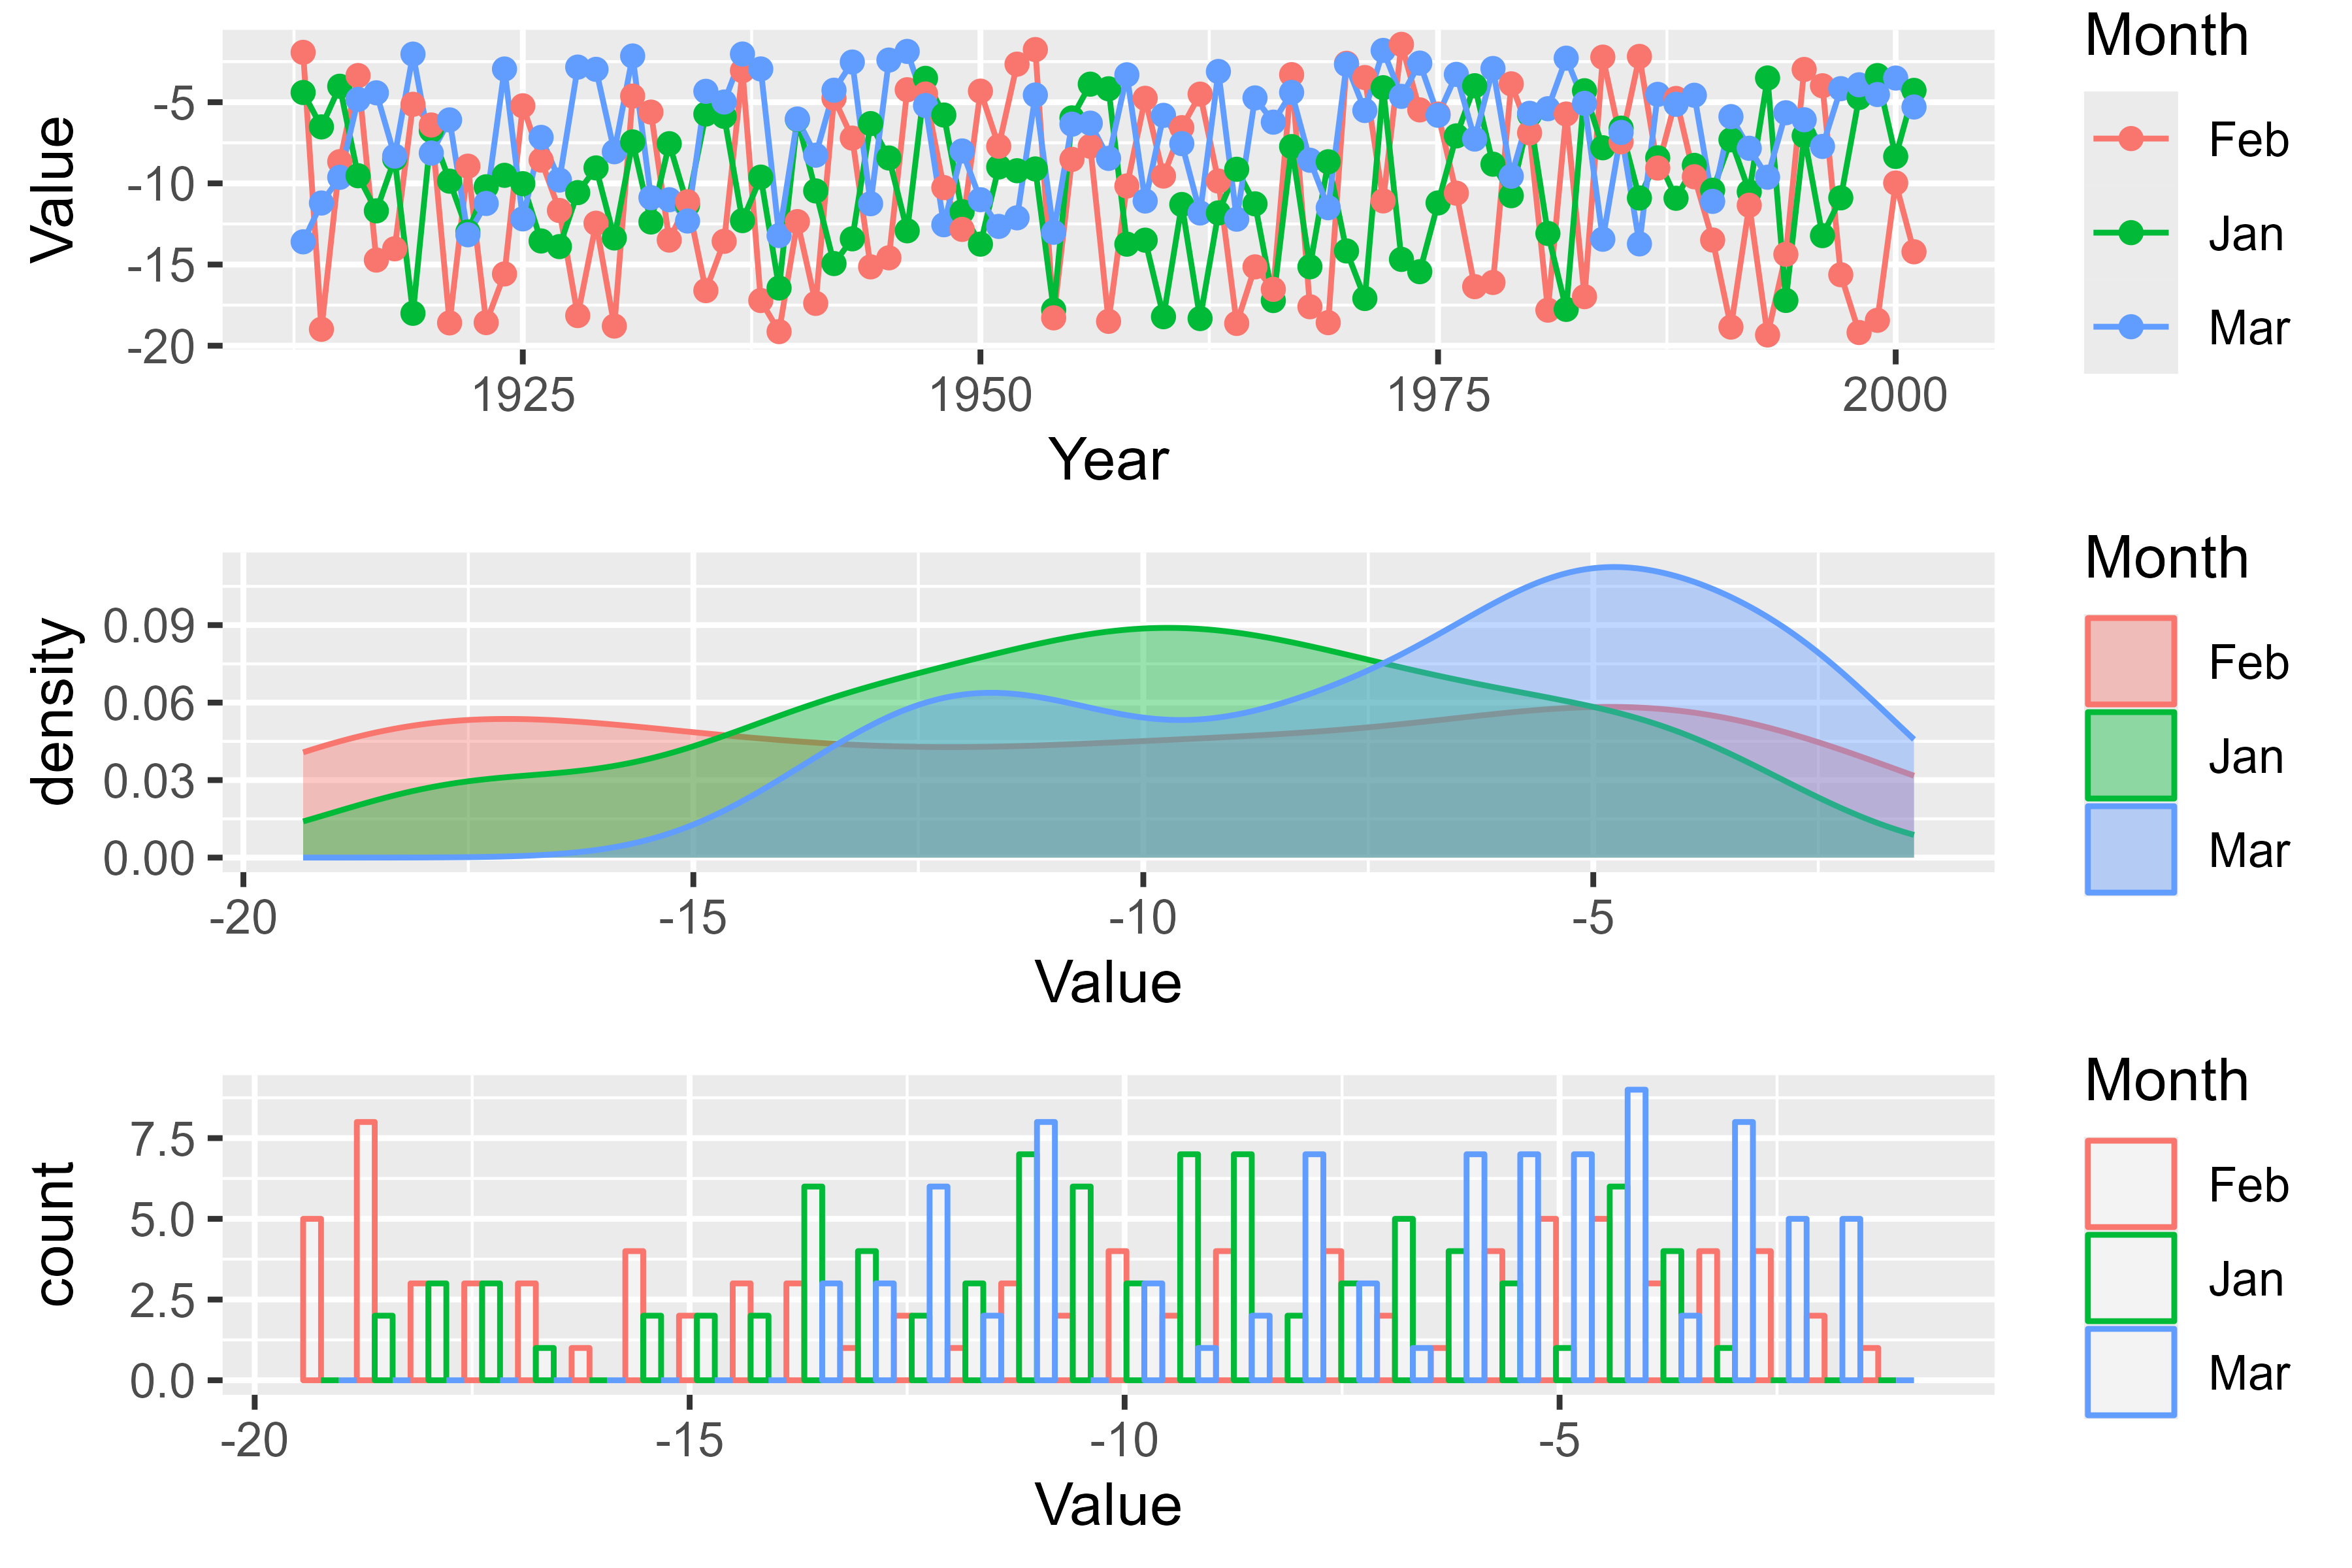 Value
-5
-10
-15
-20
1925 1950 1975 2000
Year
Month
Feb
Jan
Mar
density
0.09
0.06
0.03
0.00
-20 -15 -10 -5
Value
Month
Feb
Jan
Mar
count
7.5
5.0
2.5
0.0
-20 -15 -10 -5
Value
Month
Feb
Jan
Mar